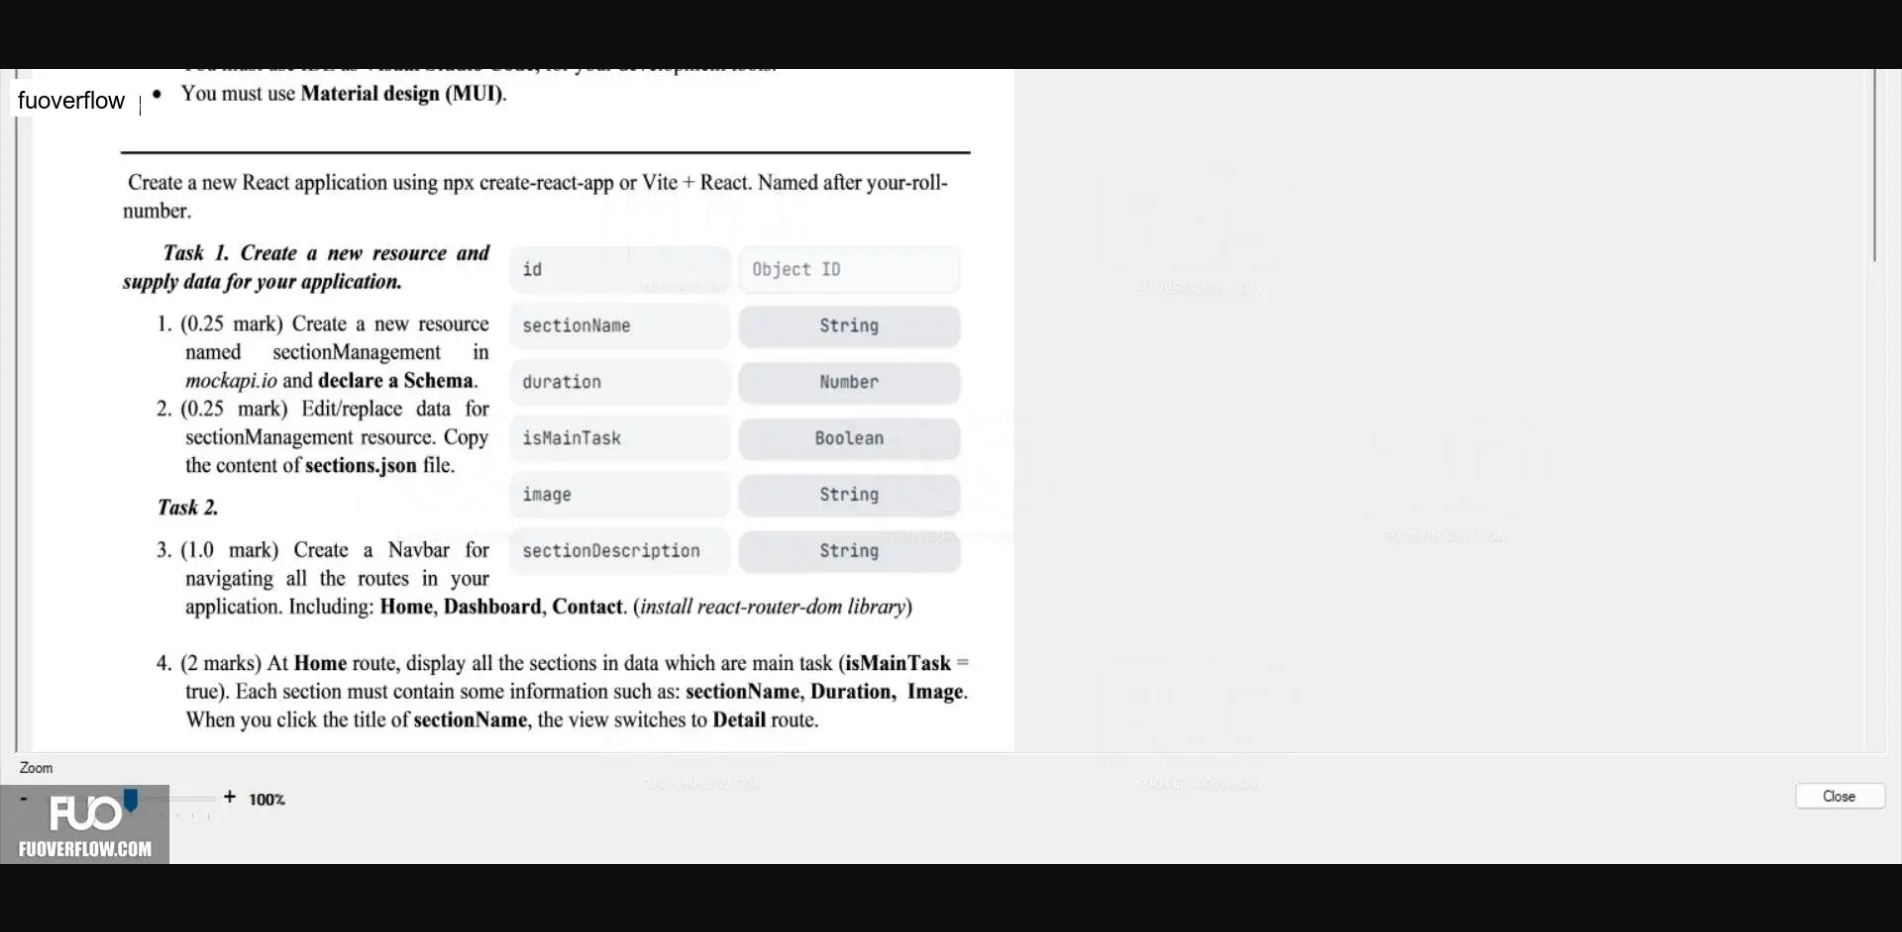 fuoverflow
• You must use Material design (MUI).
Create a new React application using npx create-react-app or Vite + React. Named after your-roll-
number.
Task 1. Create a new resource and
supply data for your application.
1. (0.25 mark) Create a new resource
named sectionManagement in
mockapi.io and declare a Schema.
2. (0.25 mark) Edit/replace data for
sectionManagement resource. Copy
the content of sections.json file.
id Object ID
sectionName String
duration Number
isMainTask Boolean
image String
sectionDescription String
Task 2.
3. (1.0 mark) Create a Navbar for
navigating all the routes in your
application. Including: Home, Dashboard, Contact. (install react-router-dom library)
4. (2 marks) At Home route, display all the sections in data which are main task (isMainTask =
true). Each section must contain some information such as: sectionName, Duration, Image.
When you click the title of sectionName, the view switches to Detail route.
Zoom
- + 100%
Close
FUO
FUOVERFLOW.COM